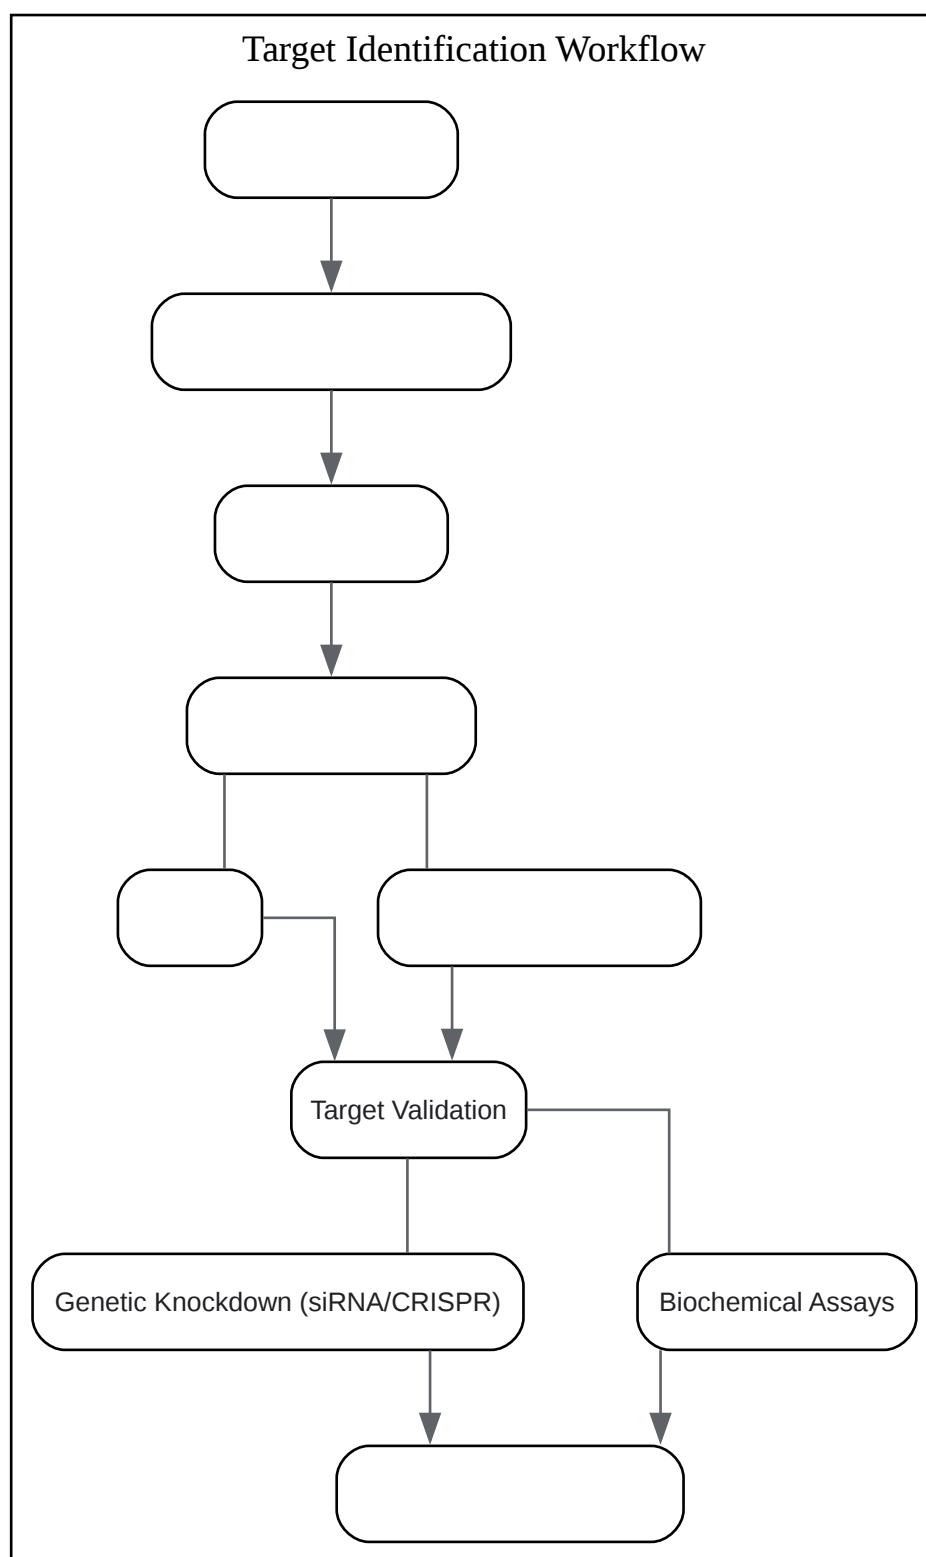 Target Identification Workflow
Target Validation
Genetic Knockdown (siRNA/CRISPR)
Biochemical Assays